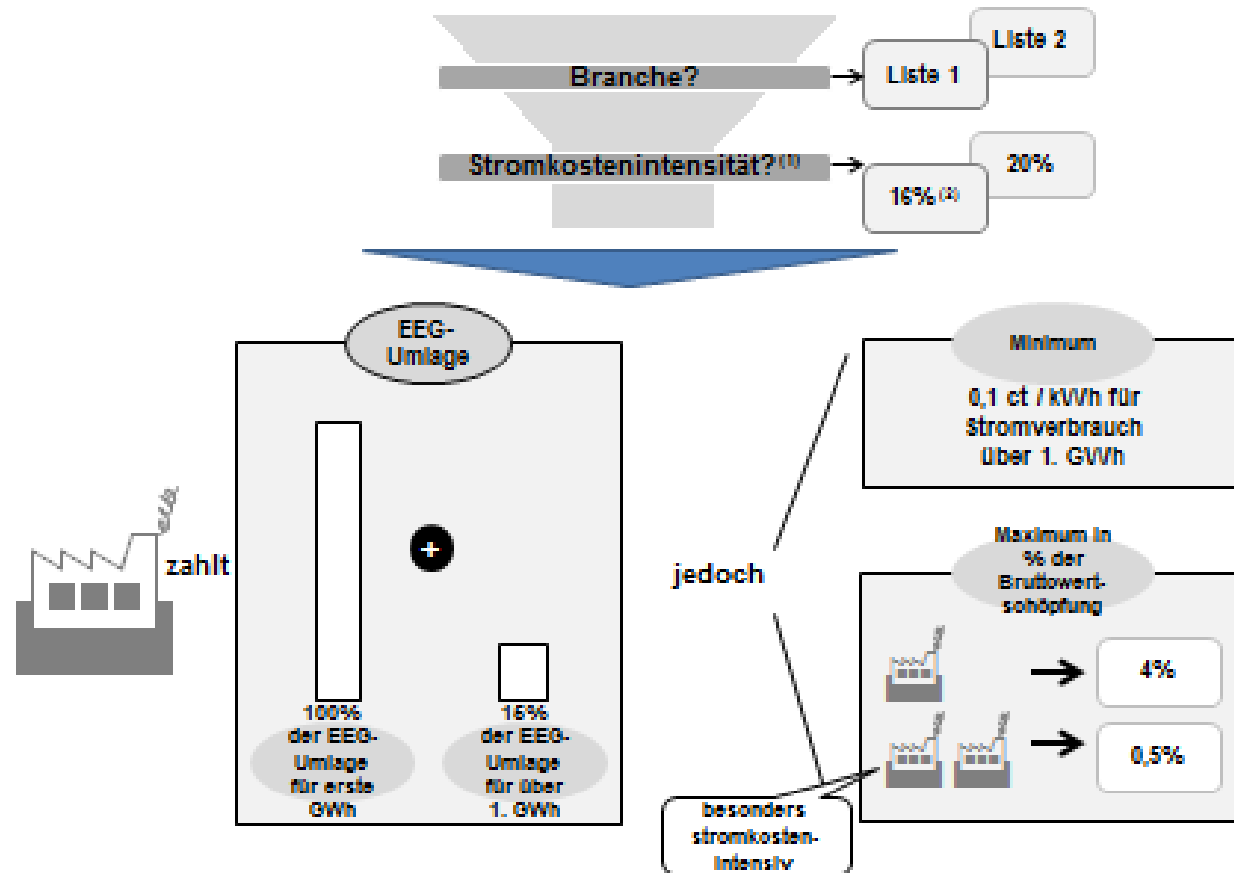 Liste 2
Branche?
Liste 1
Stromkostenintensität? (1)
20%
16% (2)
EEG-
Umlage
zahlt
+
100%
der EEG-
Umlage
für erste
GWh
15%
der EEG-
Umlage
für über
1. GWh
jedoch
Minimum
0,1 ct / kWh für
Stromverbrauch
über 1. GWh
Maximum in
% der
Bruttowert-
schöpfung
4%
0,5%
besonders
stromkosten-
intensiv